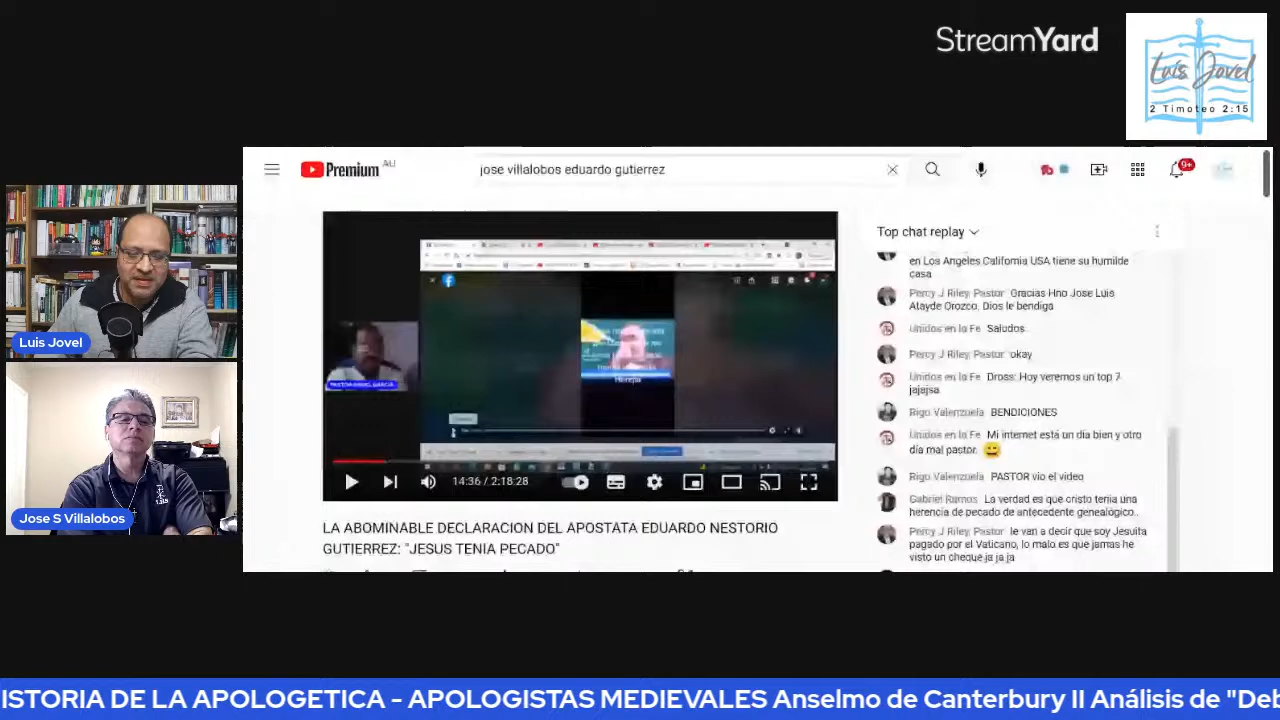 StreamYard
Luis Jovel
2 Timoteo 2:15
Premium
AU
jose villalobos eduardo gutierrez
9+
Top chat replay
en Los Angeles California USA tiene su humilde
casa
Percy J Riley, Pastor Gracias Hno Jose Luis
Atayde Orozco, Dios le bendiga
Unidos en la Fe Saludos.
Percy J Riley, Pastor okay
Unidos en la Fe Dross: Hoy veremos un top 7
jajajsa
Rigo Valenzuela BENDICIONES
Unidos en la Fe Mi internet está un día bien y otro
día mal pastor.
Rigo Valenzuela PASTOR vio el video
Gabriel Ramos La verdad es que cristo tenia una
herencia de pecado de antecedente genealógico..
Percy J Riley, Pastor le van a decir que soy Jesuita
pagado por el Vaticano, lo malo es que jamas he
visto un cheque ja ja ja
Herejia
14:36 / 2:18:28
LA ABOMINABLE DECLARACION DEL APOSTATA EDUARDO NESTORIO
GUTIERREZ: "JESUS TENIA PECADO"
Luis Jovel
Jose S Villalobos
ISTORIA DE LA APOLOGETICA - APOLOGISTAS MEDIEVALES Anselmo de Canterbury II Análisis de "Deb